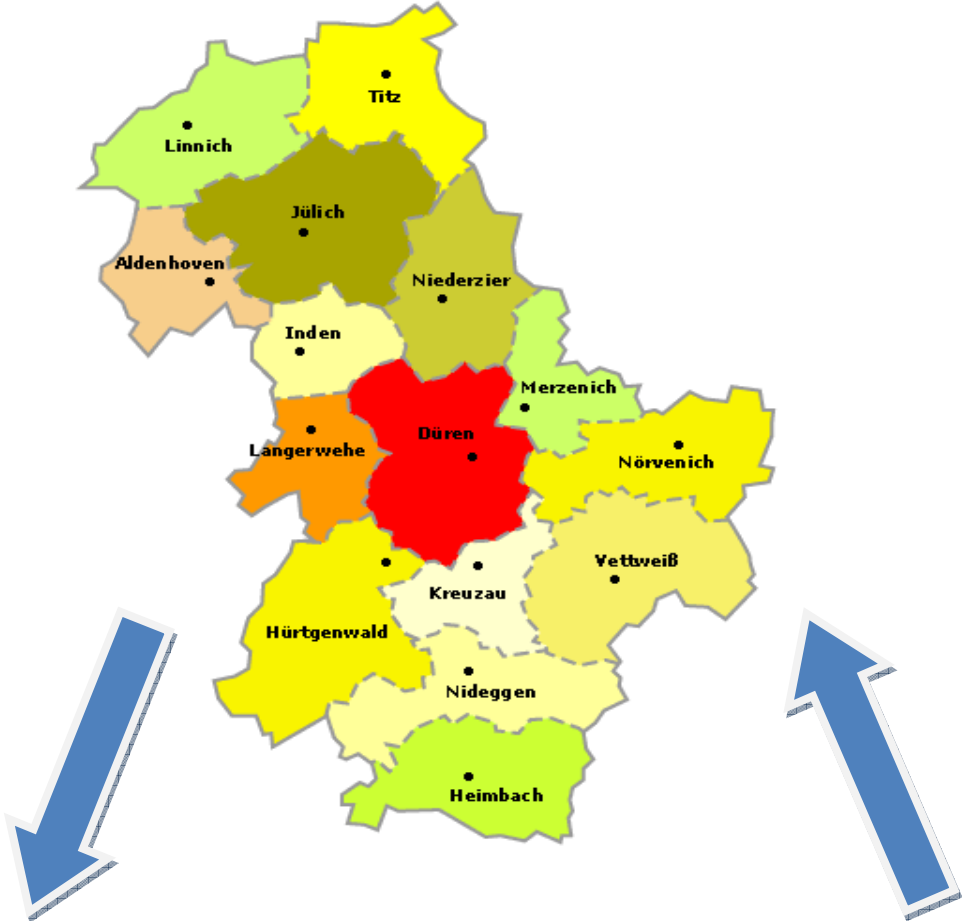 Titz
Linnich
Jülich
Aldenhoven
Niederzier
Inden
Merzenich
Düren
Langerwehe
Nörvenich
Vettweiß
Kreuzau
Hürtgenwald
Nideggen
Heimbach